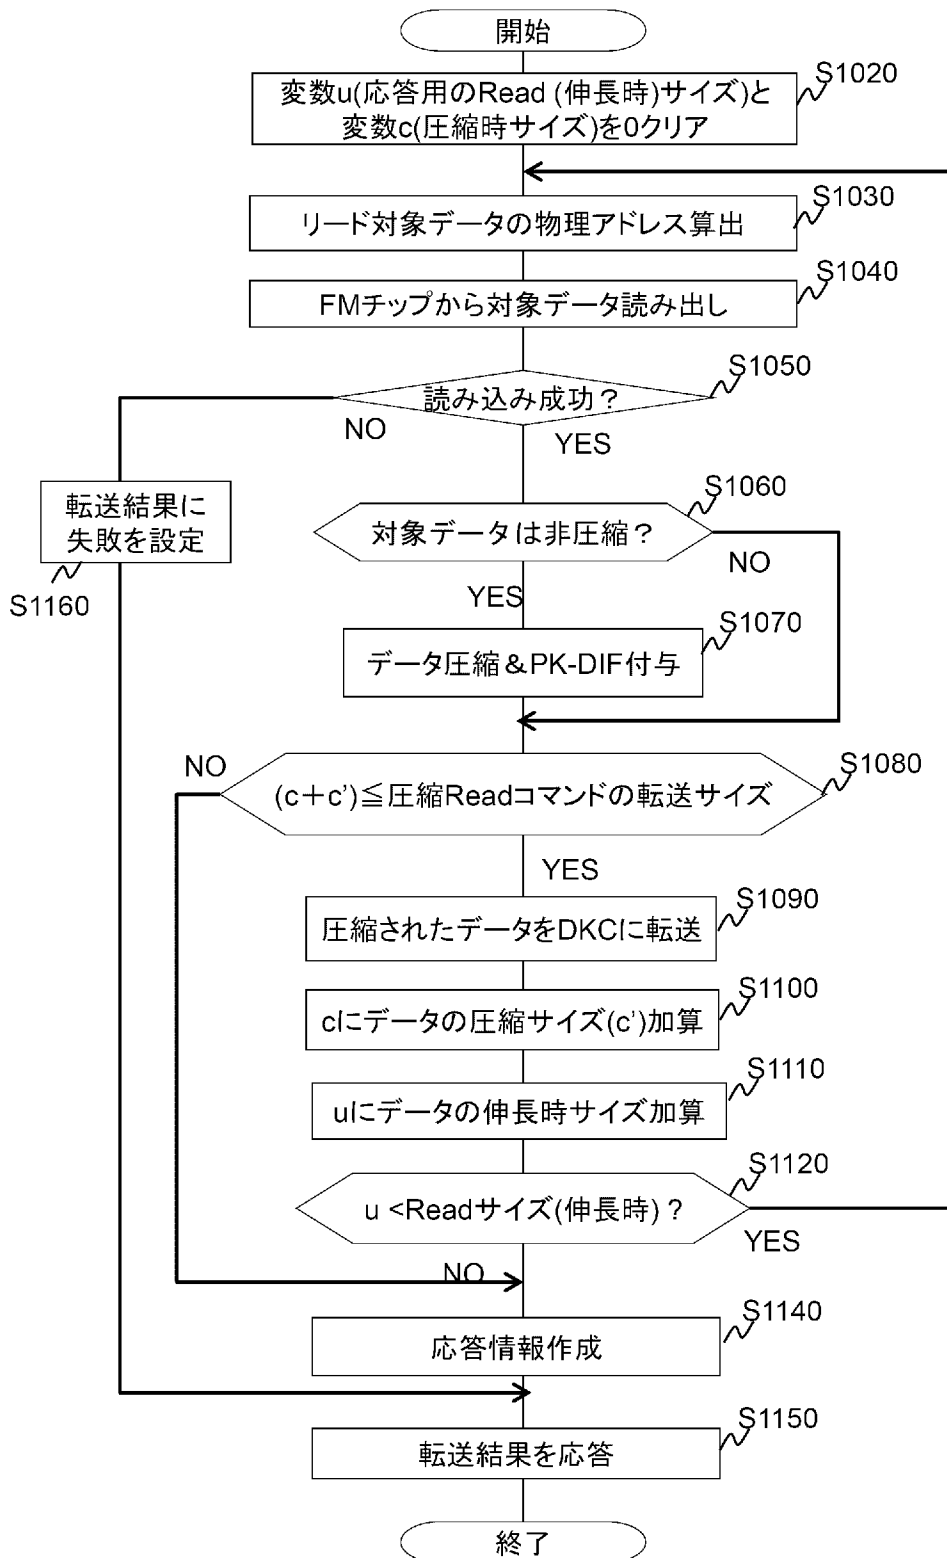 開始
S1020
変数u(応答用のRead (伸長時)サイズ)と
変数c(圧縮時サイズ)を0クリア
S1030
リード対象データの物理アドレス算出
S1040
FMチップから対象データ読み出し
S1050
読み込み成功？
NO
YES
転送結果に
失敗を設定
S1160
S1060
対象データは非圧縮？
NO
YES
S1070
データ圧縮＆PK-DIF付与
NO
S1080
(c＋c’)≦圧縮Readコマンドの転送サイズ
YES
S1090
圧縮されたデータをDKCに転送
S1100
cにデータの圧縮サイズ(c’)加算
S1110
uにデータの伸長時サイズ加算
S1120
u <Readサイズ(伸長時)？
YES
NO
S1140
応答情報作成
S1150
転送結果を応答
終了